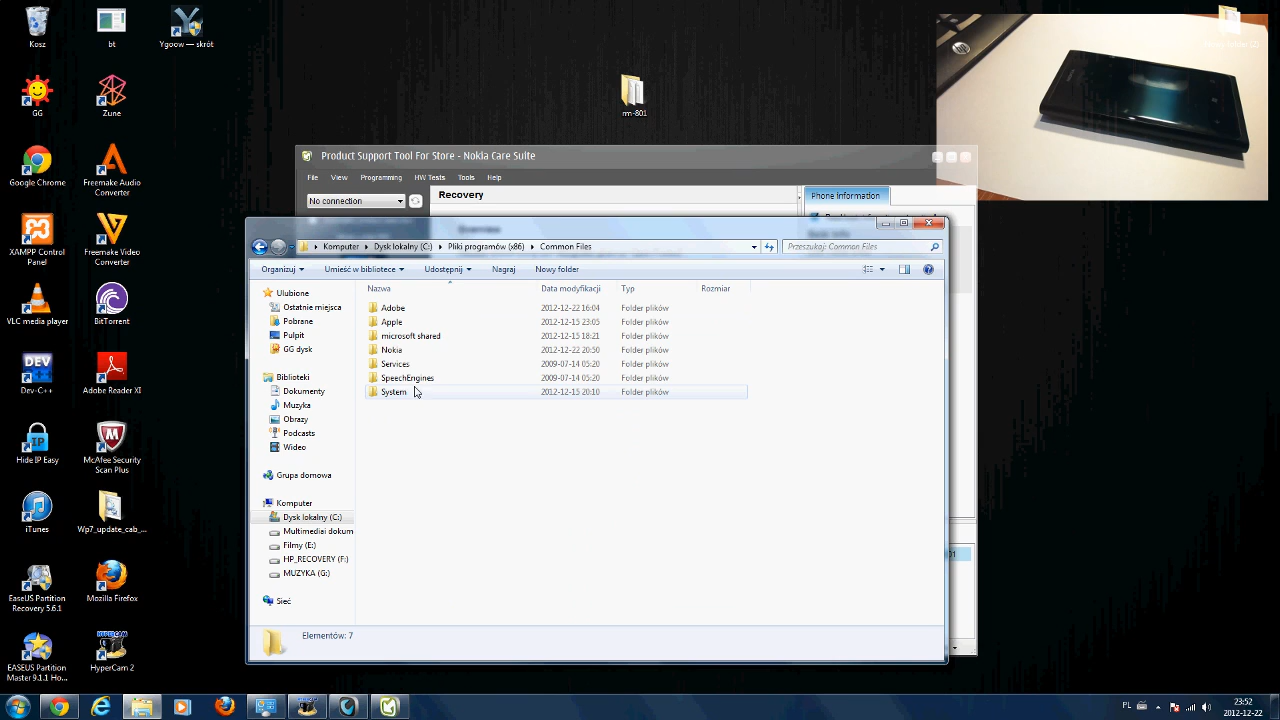 Kosz
bt
Ygoow — skrót
GG
Zune
rm-801
Google Chrome
Freemake Audio
Converter
XAMPP Control
Panel
Freemake Video
Converter
VLC media player
BitTorrent
Dev-C++
Adobe Reader XI
Hide IP Easy
McAfee Security
Scan Plus
iTunes
Wp7_update_cab_...
EaseUS Partition
Recovery 5.6.1
Mozilla Firefox
EASEUS Partition
Master 9.1.1 Ho...
HyperCam 2
Product Support Tool For Store - Nokia Care Suite
File View Programming HW Tests Tools Help
No connection
Recovery
Phone Information
Komputer Dysk lokalny (C:) Pliki programów (x86) Common Files
Przeszukaj: Common Files
Organizuj Umieść w bibliotece Udostępnij Nagraj Nowy folder
Nazwa Data modyfikacji Typ Rozmiar
Adobe 2012-12-22 16:04 Folder plików
Apple 2012-12-15 23:05 Folder plików
microsoft shared 2012-12-15 18:21 Folder plików
Nokia 2012-12-22 20:50 Folder plików
Services 2009-07-14 05:20 Folder plików
SpeechEngines 2009-07-14 05:20 Folder plików
System 2012-12-15 20:10 Folder plików
Ulubione
Ostatnie miejsca
Pobrane
Pulpit
GG dysk
Biblioteki
Dokumenty
Muzyka
Obrazy
Podcasts
Wideo
Grupa domowa
Komputer
Dysk lokalny (C:)
Multimediai dokum
Filmy (E:)
HP_RECOVERY (F:)
MUZYKA (G:)
Sieć
Elementów: 7
PL
23:52
2012-12-22